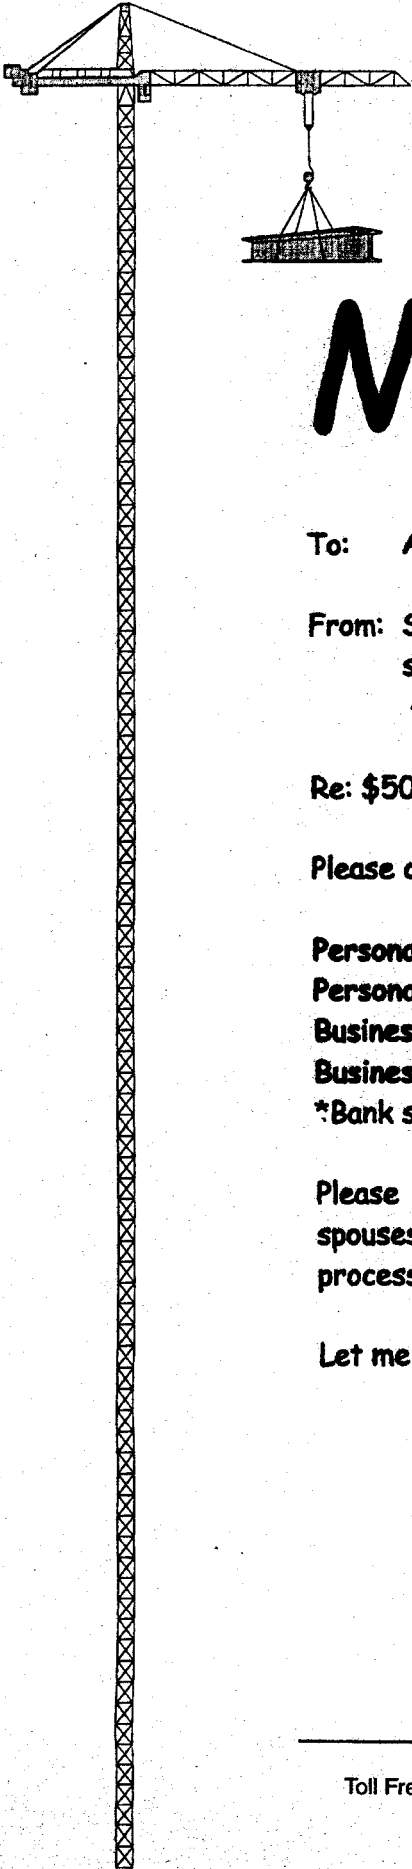 M
To: A
From: S
s
Re: $50
Please
Persona
Persona
Busines
Busines
*Bank s
Please
spouses
process
Let me
Toll Fre